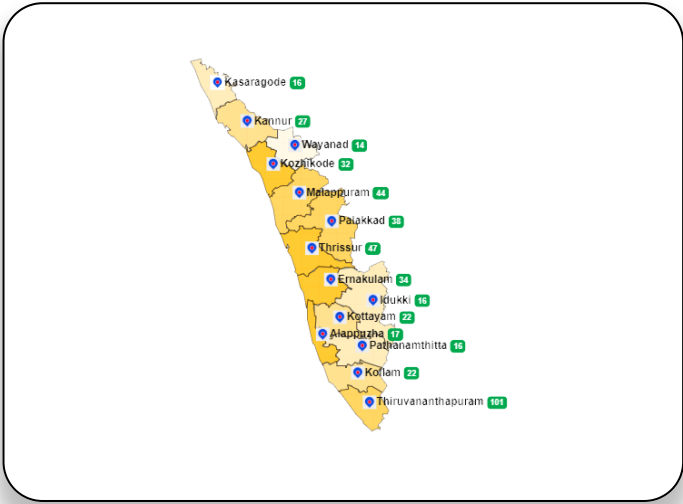 Kasaragode 16
Kannur 27
Wayanad 14
Kozhikode 32
Malappuram 44
Palakkad 38
Thrissur 47
Ernakulam 34
Idukki 16
Kottayam 22
Alappuzha 17
Pathanamthitta 16
Kollam 22
Thiruvananthapuram 101